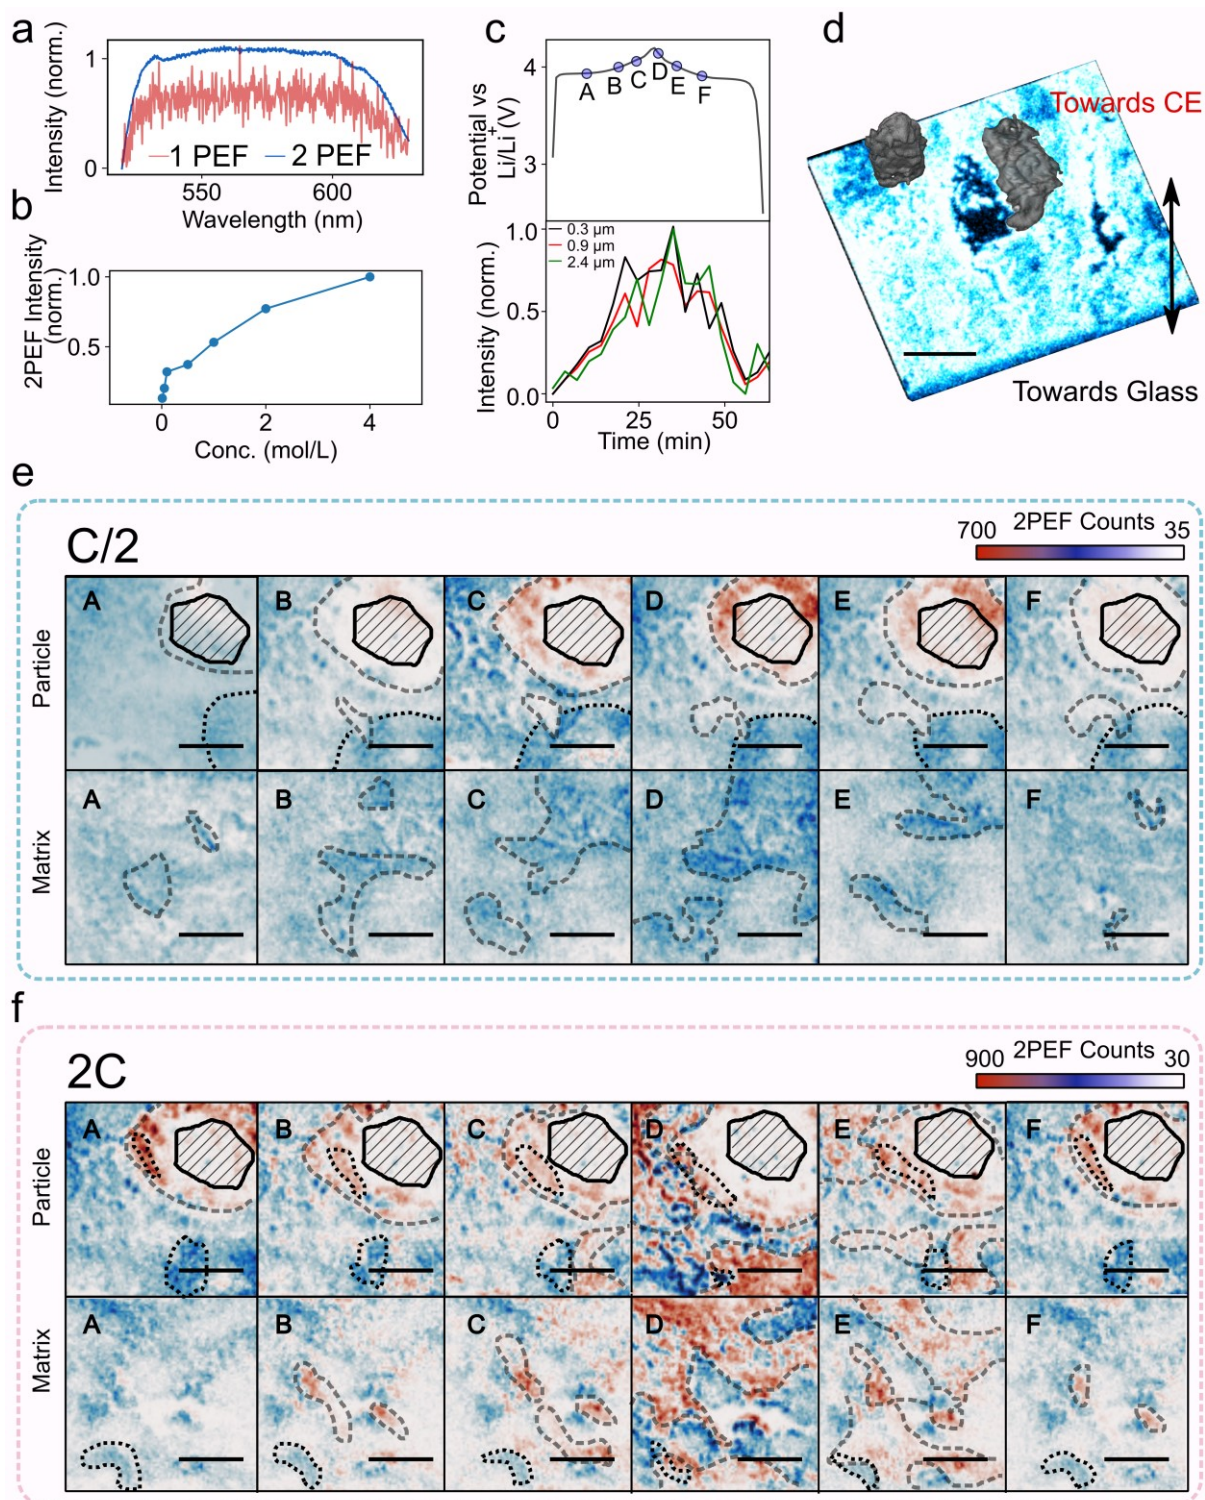 a
Intensity (norm.)
1
0
1 PEF
2 PEF
550
600
Wavelength (nm)
b
2PEF Intensity
(norm.)
1.0
0.5
0
2
4
Conc. (mol/L)
c
Potential vs
Li/Li+ (V)
4
3
A
B
C
D
E
F
Intensity (norm.)
1.0
0.5
0.0
0.3 µm
0.9 µm
2.4 µm
0
25
50
Time (min)
d
Towards CE
Towards Glass
e
C/2
2PEF Counts
700
35
Particle
A
B
C
D
E
F
Matrix
A
B
C
D
E
F
f
2C
2PEF Counts
900
30
Particle
A
B
C
D
E
F
Matrix
A
B
C
D
E
F